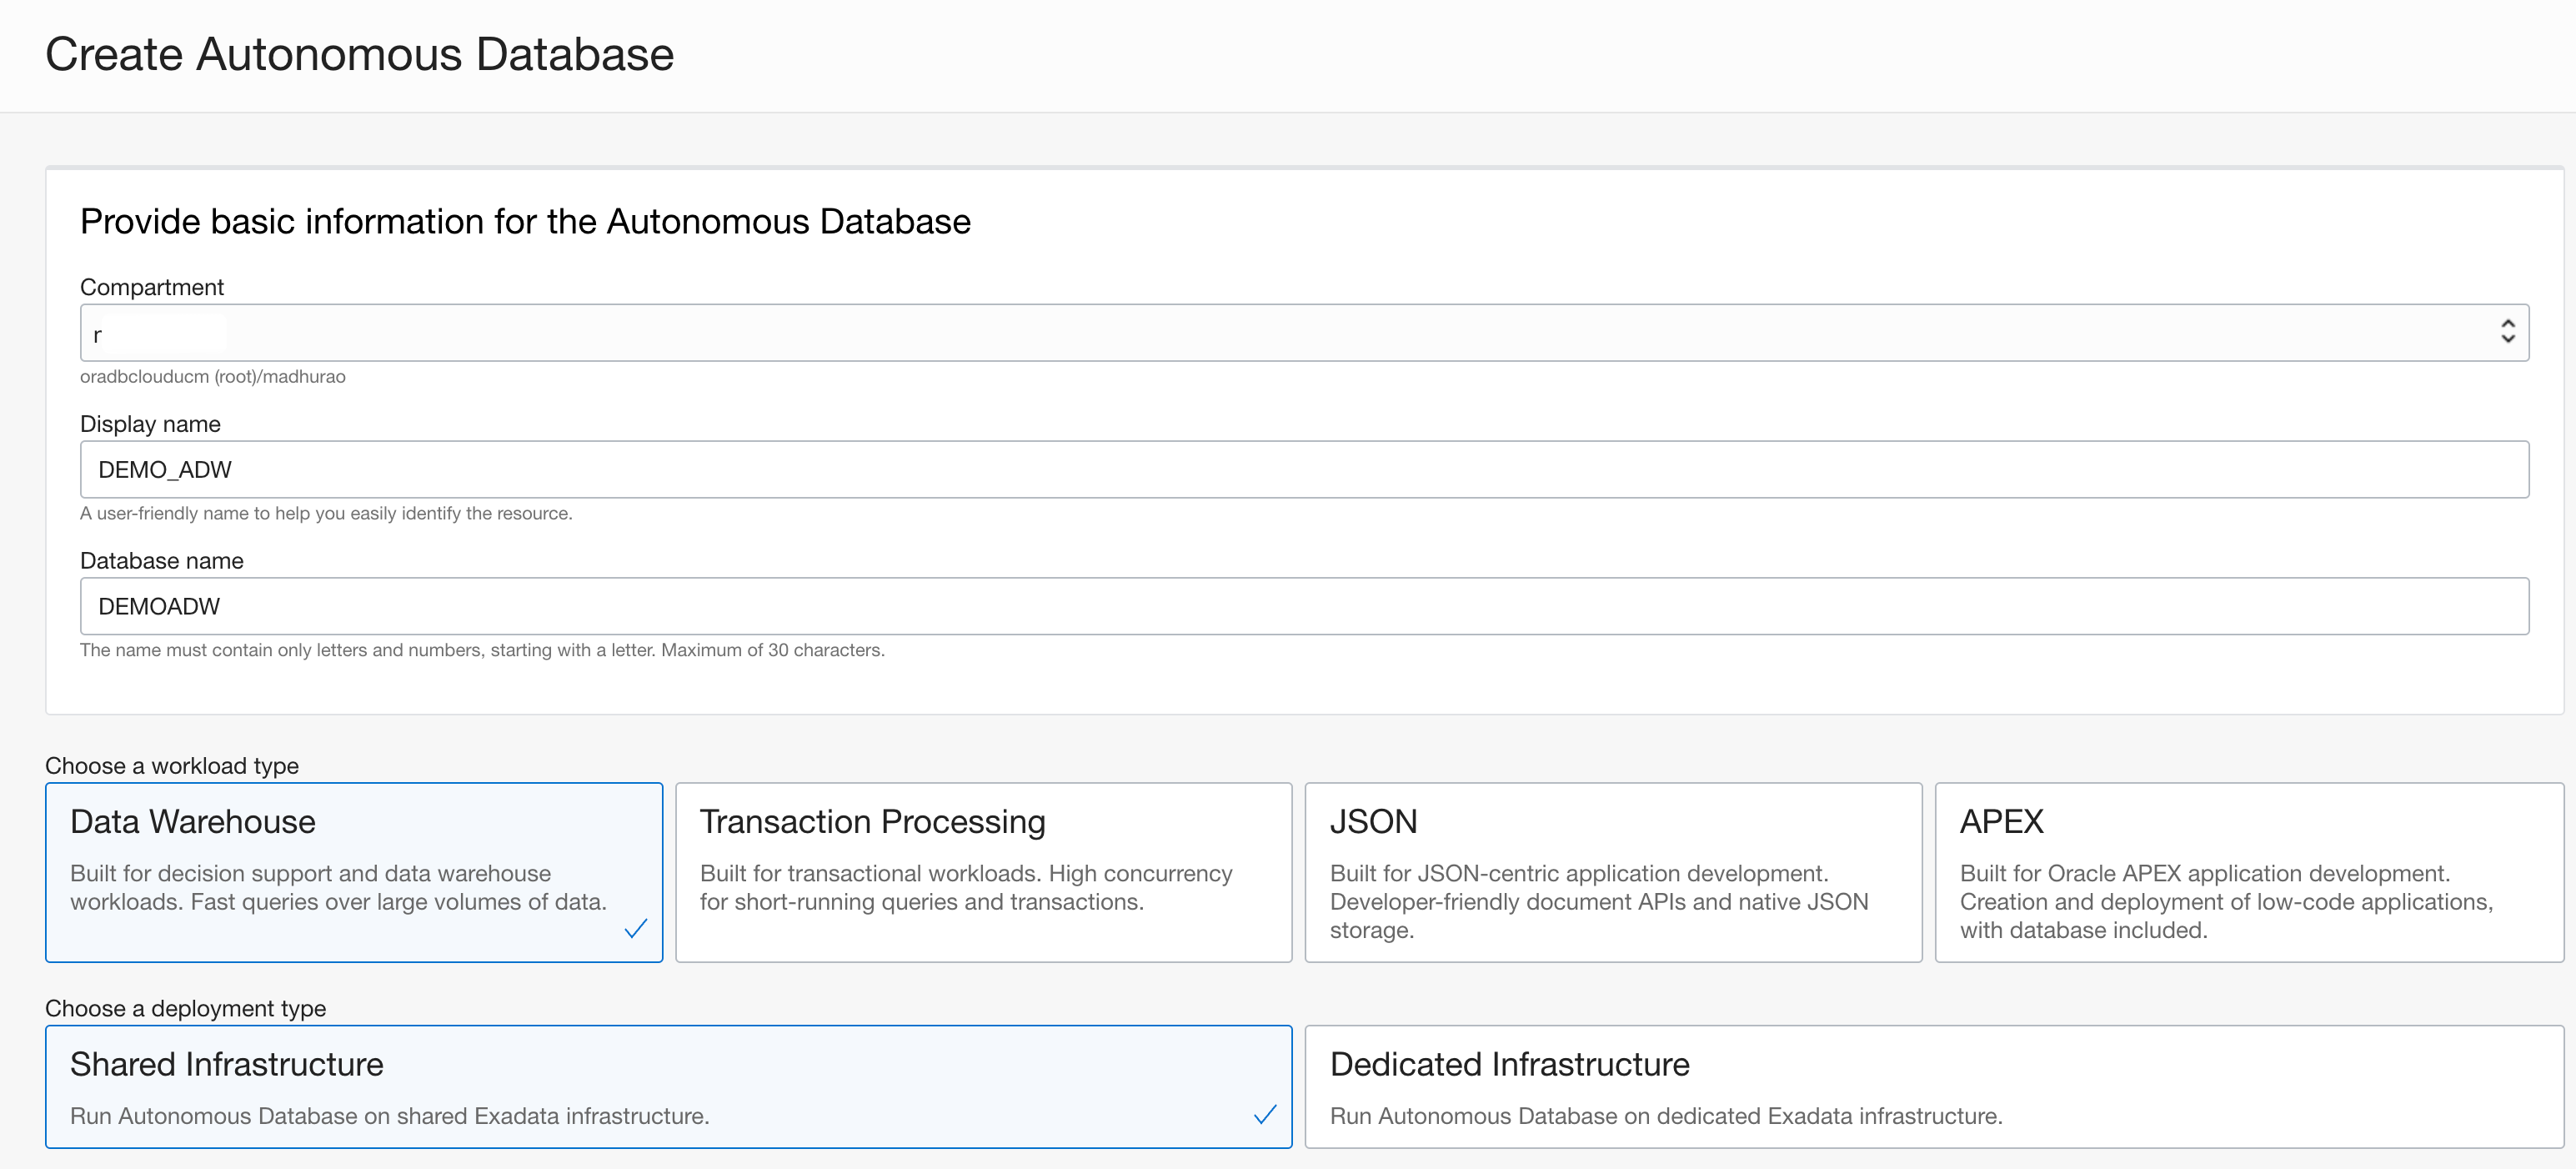 Create Autonomous Database
Provide basic information for the Autonomous Database
Compartment
r
oradbclouducm (root)/madhurao
Display name
DEMO_ADW
A user-friendly name to help you easily identify the resource.
Database name
DEMOADW
The name must contain only letters and numbers, starting with a letter. Maximum of 30 characters.
Choose a workload type
Data Warehouse
Built for decision support and data warehouse
workloads. Fast queries over large volumes of data.
Transaction Processing
Built for transactional workloads. High concurrency
for short-running queries and transactions.
JSON
Built for JSON-centric application development.
Developer-friendly document APIs and native JSON
storage.
APEX
Built for Oracle APEX application development.
Creation and deployment of low-code applications,
with database included.
Choose a deployment type
Shared Infrastructure
Run Autonomous Database on shared Exadata infrastructure.
Dedicated Infrastructure
Run Autonomous Database on dedicated Exadata infrastructure.